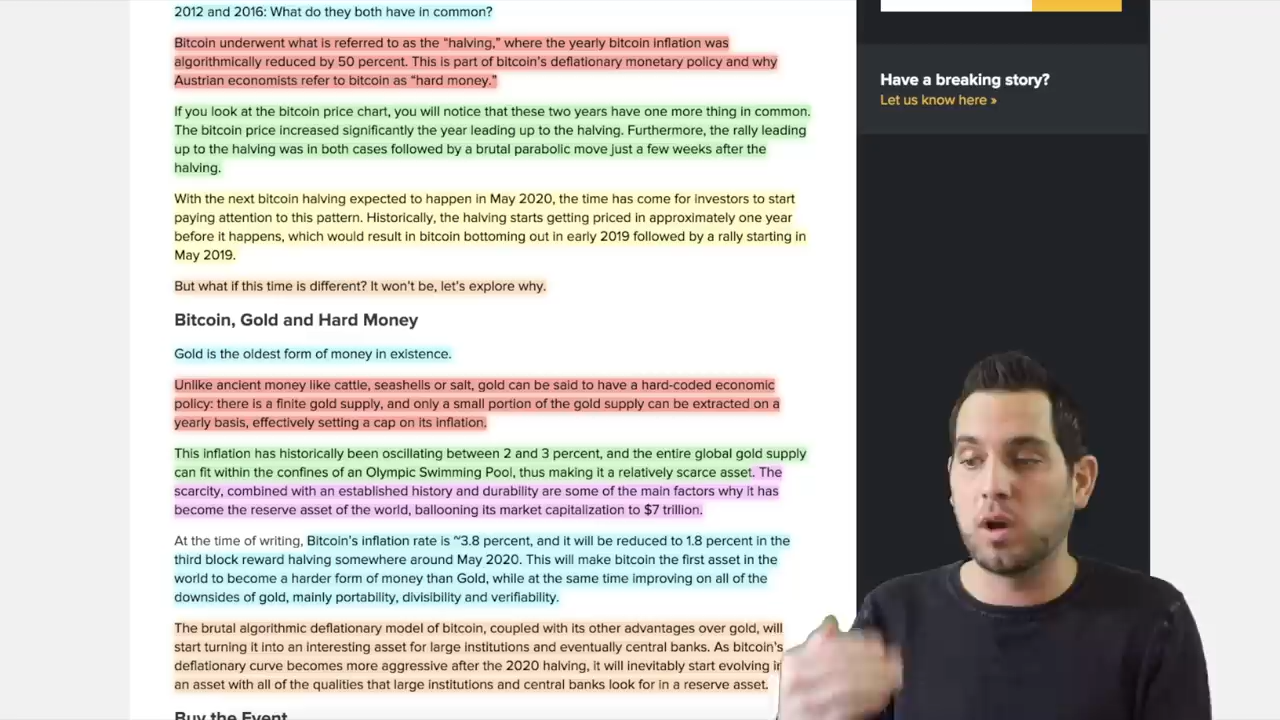 2012 and 2016: What do they both have in common?
Bitcoin underwent what is referred to as the “halving,” where the yearly bitcoin inflation was
algorithmically reduced by 50 percent. This is part of bitcoin’s deflationary monetary policy and why
Austrian economists refer to bitcoin as “hard money.”
If you look at the bitcoin price chart, you will notice that these two years have one more thing in common.
The bitcoin price increased significantly the year leading up to the halving. Furthermore, the rally leading
up to the halving was in both cases followed by a brutal parabolic move just a few weeks after the
halving.
With the next bitcoin halving expected to happen in May 2020, the time has come for investors to start
paying attention to this pattern. Historically, the halving starts getting priced in approximately one year
before it happens, which would result in bitcoin bottoming out in early 2019 followed by a rally starting in
May 2019.
But what if this time is different? It won’t be, let’s explore why.
Bitcoin, Gold and Hard Money
Gold is the oldest form of money in existence.
Unlike ancient money like cattle, seashells or salt, gold can be said to have a hard-coded economic
policy: there is a finite gold supply, and only a small portion of the gold supply can be extracted on a
yearly basis, effectively setting a cap on its inflation.
This inflation has historically been oscillating between 2 and 3 percent, and the entire global gold supply
can fit within the confines of an Olympic Swimming Pool, thus making it a relatively scarce asset. The
scarcity, combined with an established history and durability are some of the main factors why it has
become the reserve asset of the world, ballooning its market capitalization to $7 trillion.
At the time of writing, Bitcoin’s inflation rate is ~3.8 percent, and it will be reduced to 1.8 percent in the
third block reward halving somewhere around May 2020. This will make bitcoin the first asset in the
world to become a harder form of money than Gold, while at the same time improving on all of the
downsides of gold, mainly portability, divisibility and verifiability.
The brutal algorithmic deflationary model of bitcoin, coupled with its other advantages over gold, will
start turning it into an interesting asset for large institutions and eventually central banks. As bitcoin’s
deflationary curve becomes more aggressive after the 2020 halving, it will inevitably start evolving
an asset with all of the qualities that large institutions and central banks look for in a reserve asset.
Buy the Event
Have a breaking story?
Let us know here »